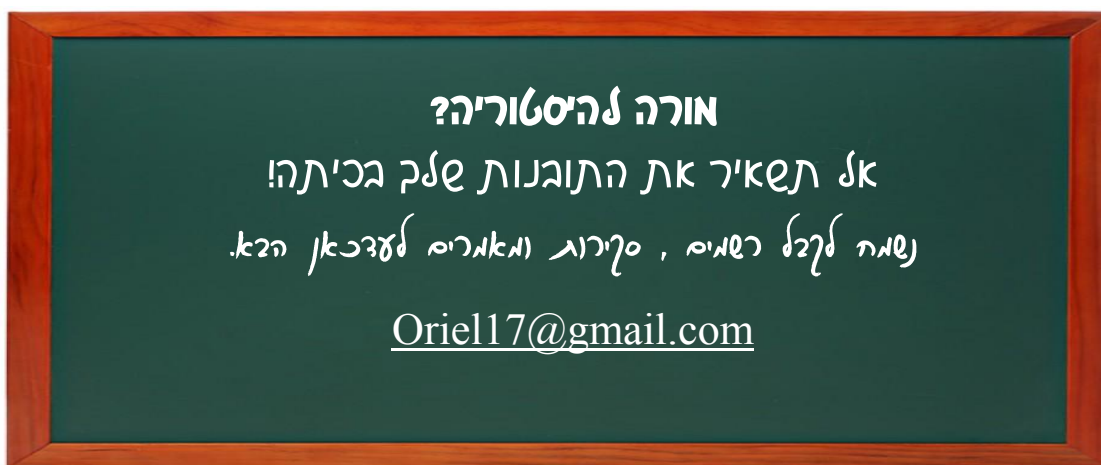 מורה להיסטוריה?
אל תשאיר את התובנות שלך בכיתה!
נשמח לקבל רשמים , סקירות ומאמרים לעדכאן הבא.
Oriel17@gmail.com